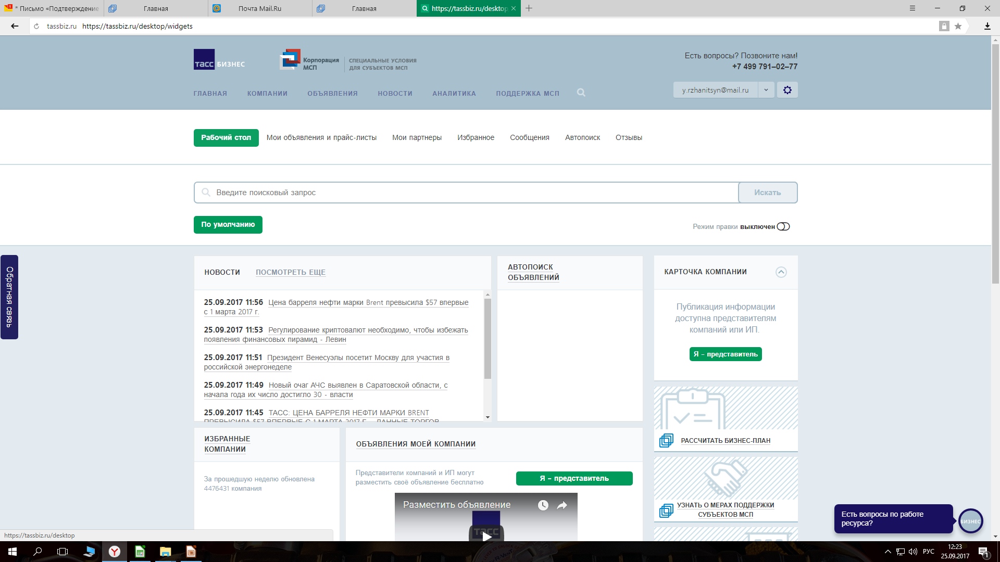 * Письмо «Подтверждение
Главная
Почта Mail.Ru
Главная
https://tassbiz.ru/desktop
tassbiz.ru https://tassbiz.ru/desktop/widgets
тасс БИЗНЕС
Корпорация
МСП
СПЕЦИАЛЬНЫЕ УСЛОВИЯ
ДЛЯ СУБЪЕКТОВ МСП
Есть вопросы? Позвоните нам!
+7 499 791–02–77
ГЛАВНАЯ КОМПАНИИ ОБЪЯВЛЕНИЯ НОВОСТИ АНАЛИТИКА ПОДДЕРЖКА МСП
y.rzhanitsyn@mail.ru
Рабочий стол Мои объявления и прайс-листы Мои партнеры Избранное Сообщения Автопоиск Отзывы
Введите поисковый запрос
Искать
По умолчанию
Режим правки выключен
Обратная связь
НОВОСТИ ПОСМОТРЕТЬ ЕЩЕ
25.09.2017 11:56 Цена барреля нефти марки Brent превысила $57 впервые
с 1 марта 2017 г.
25.09.2017 11:53 Регулирование криптовалют необходимо, чтобы избежать
появления финансовых пирамид - Левин
25.09.2017 11:51 Президент Венесуэлы посетит Москву для участия в
российской энергонеделе
25.09.2017 11:49 Новый очаг АЧС выявлен в Саратовской области, с
начала года их число достигло 30 - власти
25.09.2017 11:45 ТАСС: ЦЕНА БАРРЕЛЯ НЕФТИ МАРКИ BRENT
ПРЕВЫСИЛА $57 ВПЕРВЫЕ С 1 МАРТА 2017 Г. - ДАННЫЕ ТОРГОВ
АВТОПОИСК
ОБЪЯВЛЕНИЙ
КАРТОЧКА КОМПАНИИ
Публикация информации
доступна представителям
компаний или ИП.
Я – представитель
РАССЧИТАТЬ БИЗНЕС-ПЛАН
УЗНАТЬ О МЕРАХ ПОДДЕРЖКИ
СУБЪЕКТОВ МСП
ИЗБРАННЫЕ
КОМПАНИИ
За прошедшую неделю обновлена
4476431 компания
ОБЪЯВЛЕНИЯ МОЕЙ КОМПАНИИ
Представители компаний и ИП могут
разместить своё объявление бесплатно
Я – представитель
Разместить объявление
тасс
Есть вопросы по работе
ресурса?
БИЗНЕС
https://tassbiz.ru/desktop
РУС
12:23
25.09.2017
1